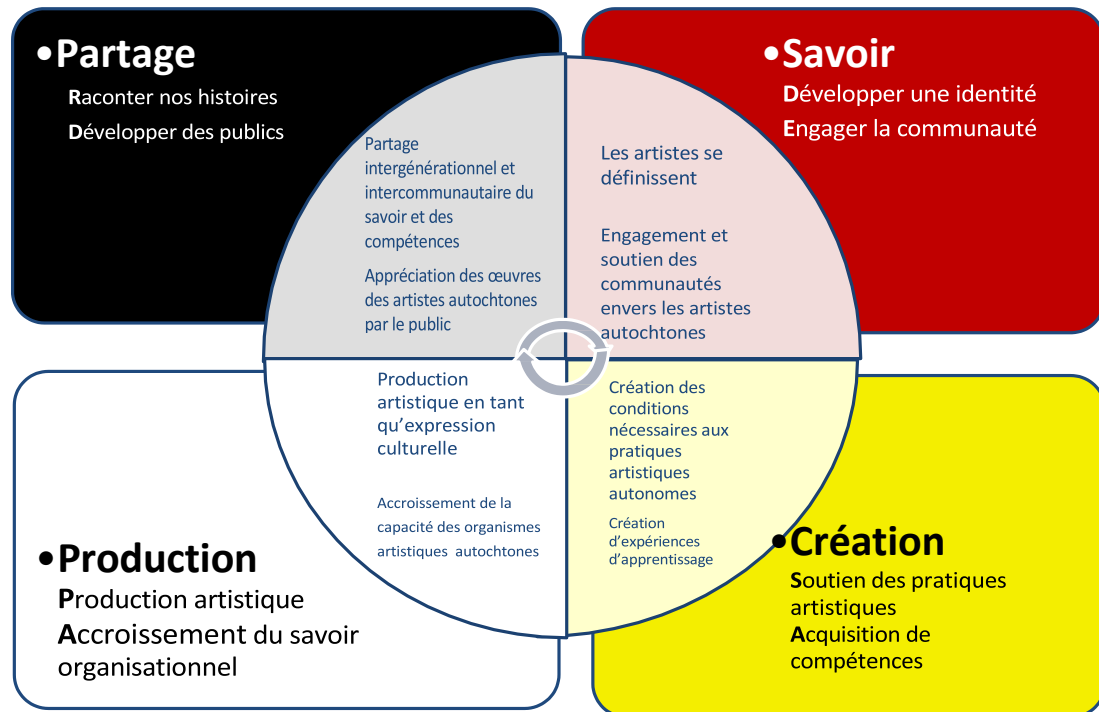 •Partage
Raconter nos histoires
Développer des publics
Partage
intergénérationnel et
intercommunautaire du
savoir et des
compétences
Appréciation des œuvres
des artistes autochtones
par le public
•Savoir
Développer une identité
Engager la communauté
Les artistes se
définissent
Engagement et
soutien des
communautés
envers les artistes
autochtones
Production
artistique en tant
qu’expression
culturelle
Accroissement de la
capacité des organismes
artistiques autochtones
•Production
Production artistique
Accroissement du savoir
organisationnel
Création des
conditions
nécessaires aux
pratiques
artistiques
autonomes
Création
d’expériences
d’apprentissage
•Création
Soutien des pratiques
artistiques
Acquisition de
compétences